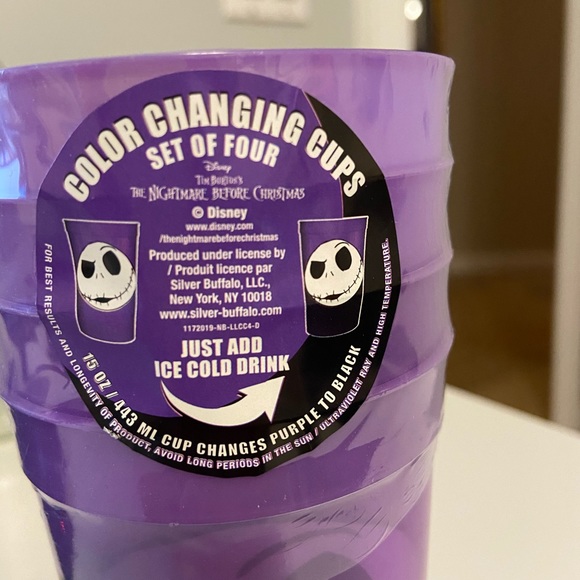 COLOR CHANGING CUPS
SET OF FOUR
Disney
TIM BURTON'S
THE NIGHTMARE BEFORE CHRISTMAS
© Disney
www.disney.com
/thenightmarebeforechristmas
Produced under license by
/ Produit licence par
Silver Buffalo, LLC.,
New York, NY 10018
www.silver-buffalo.com
1172019-NB-LLCC4-D
JUST ADD
ICE COLD DRINK
15 OZ / 443 ML CUP CHANGES PURPLE TO BLACK
FOR BEST RESULTS AND LONGEVITY OF PRODUCT, AVOID LONG PERIODS IN THE SUN / ULTRAVIOLET RAY AND HIGH TEMPERATURE.